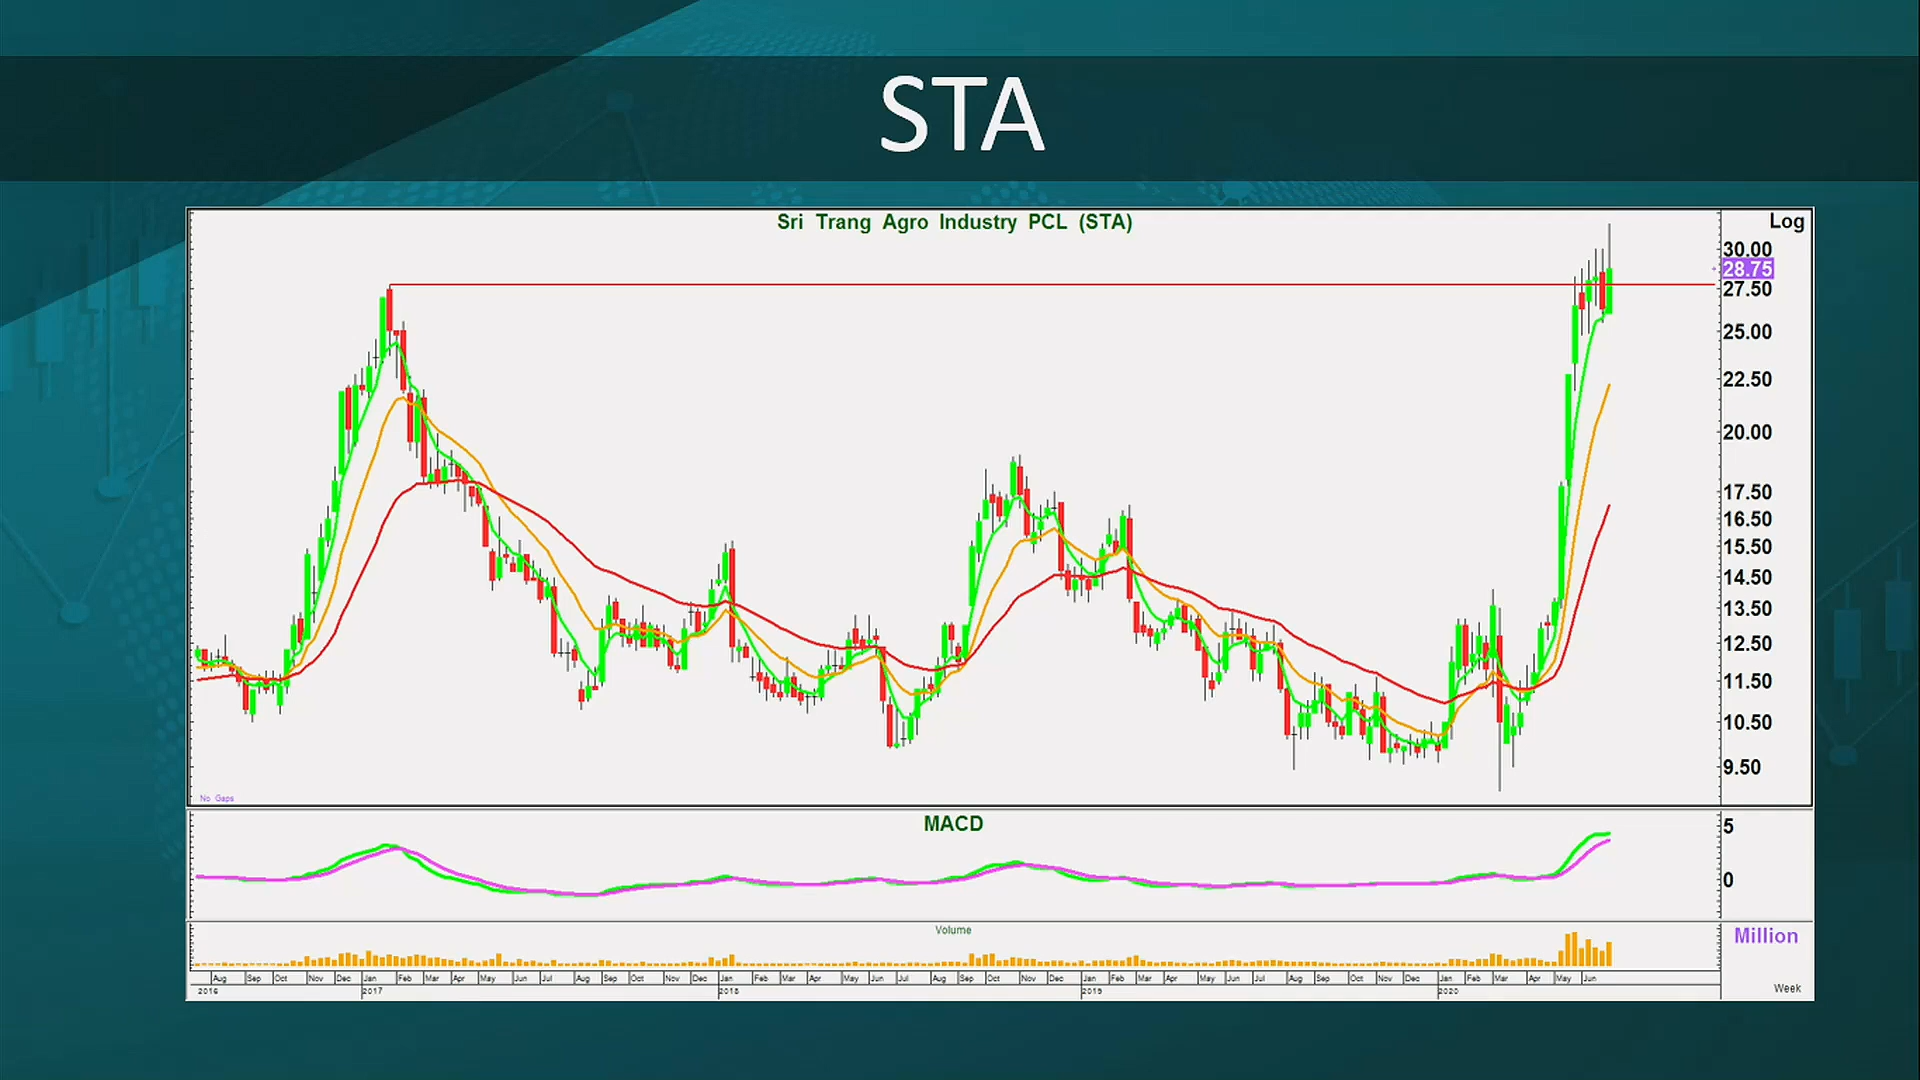 STA
Sri Trang Agro Industry PCL (STA)
Log
30.00
28.75
27.50
25.00
22.50
20.00
17.50
16.50
15.50
14.50
13.50
12.50
11.50
10.50
9.50
No Gaps
MACD
5
0
Volume
Million
Aug Sep Oct Nov Dec Jan Feb Mar Apr May Jun Jul Aug Sep Oct Nov Dec Jan Feb Mar Apr May Jun Jul Aug Sep Oct Nov Dec Jan Feb Mar Apr May Jun Jul Aug Sep Oct Nov Dec Jan Feb Mar Apr May Jun
2016 2017 2018 2019 2020
Week